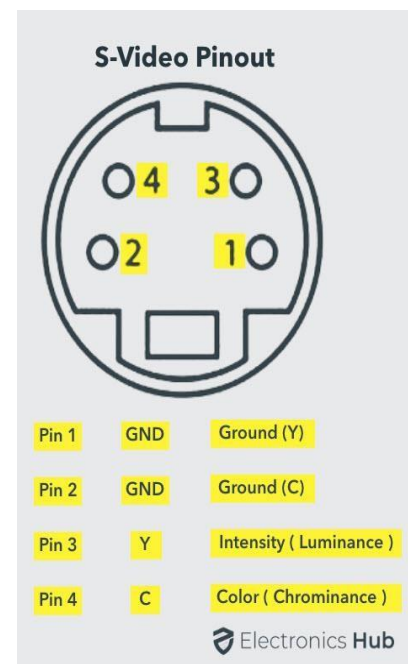 S-Video Pinout
4 3
2 1
Pin 1 GND Ground (Y)
Pin 2 GND Ground (C)
Pin 3 Y Intensity ( Luminance )
Pin 4 C Color ( Chrominance )
Electronics Hub